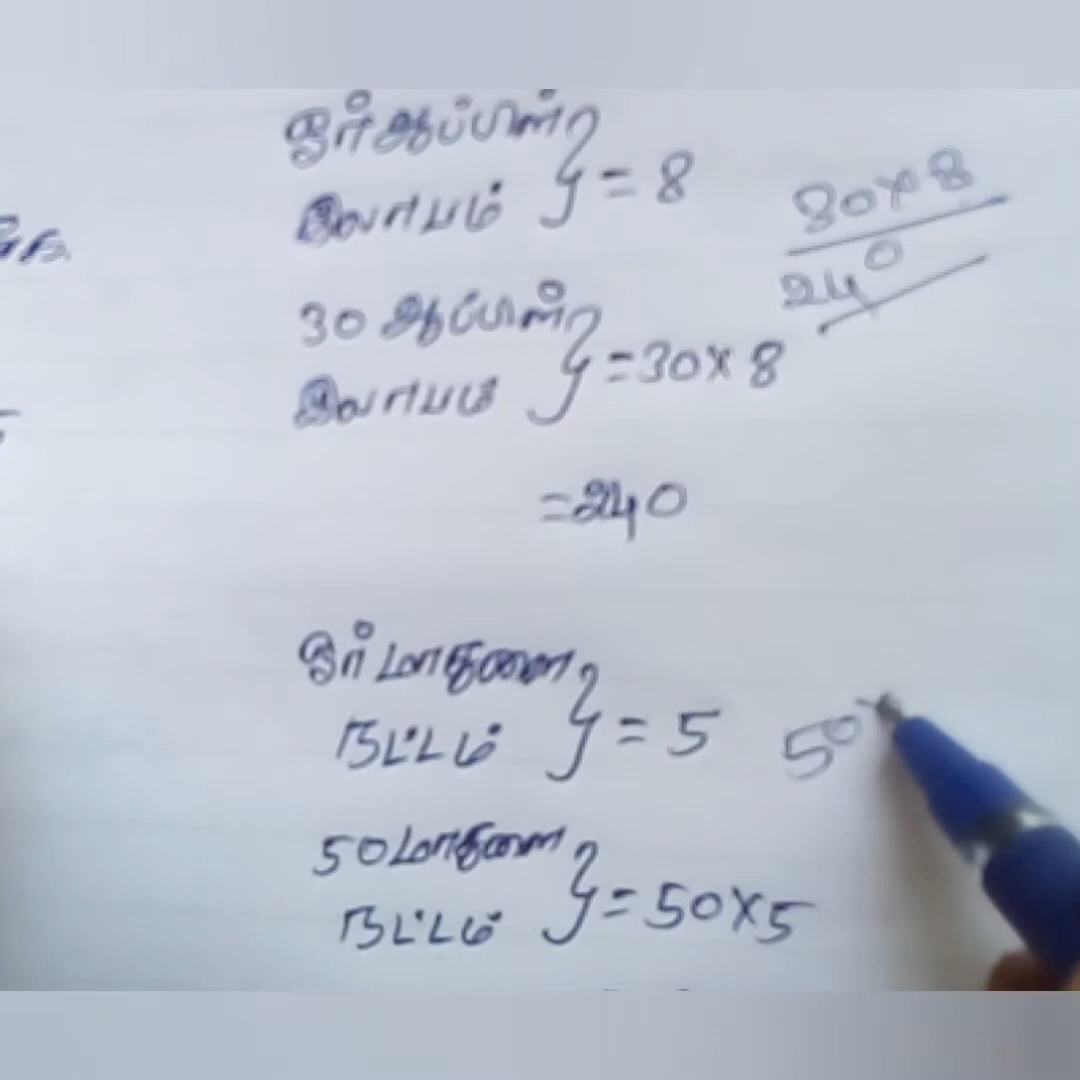 ஓர் ஆப்பிள்
இலாபம் } = 8
30 × 8
240
30 ஆப்பிள்
இலாபம் } = 30 × 8
= 240
ஓர் மாதுளை
நட்டம் } = 5
50
50 மாதுளை
நட்டம் } = 50 × 5